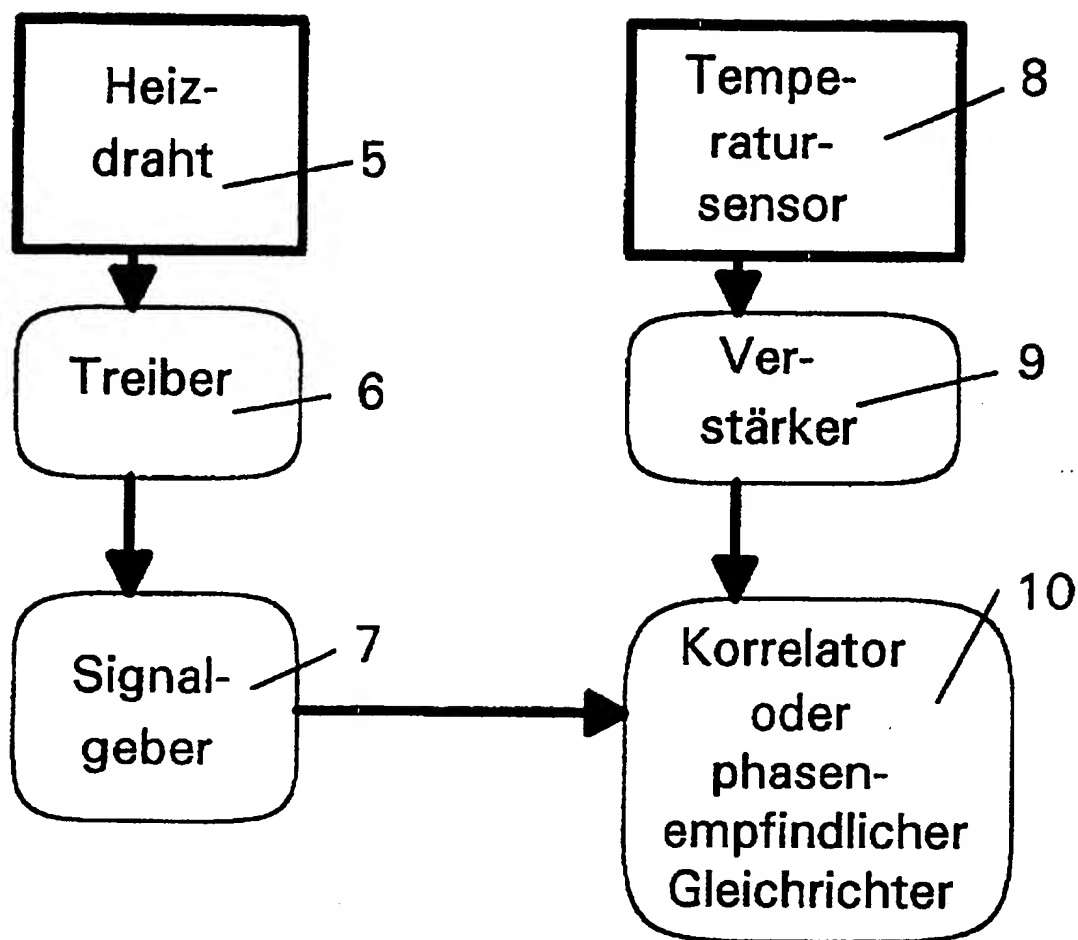 Heiz-
draht
5
Tempe-
ratur-
sensor
8
Treiber
6
Ver-
stärker
9
Signal-
geber
7
Korrelator
oder
phasen-
empfindlicher
Gleichrichter
10